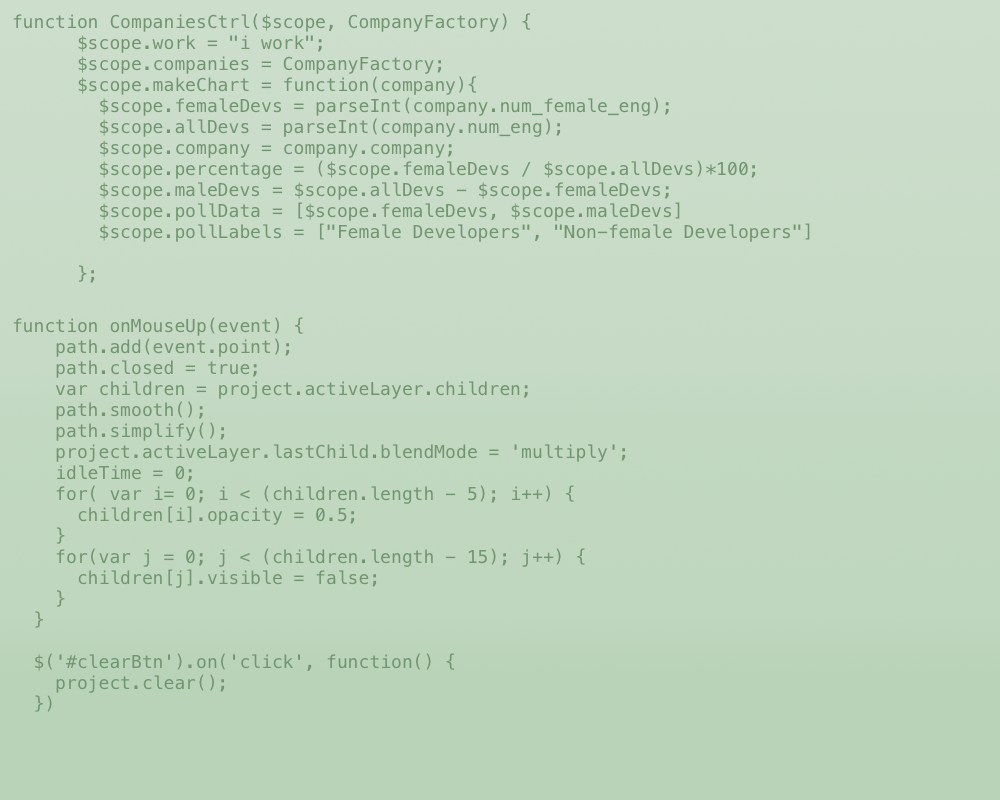 function CompaniesCtrl($scope, CompanyFactory) {
      $scope.work = "i work";
      $scope.companies = CompanyFactory;
      $scope.makeChart = function(company){
        $scope.femaleDevs = parseInt(company.num_female_eng);
        $scope.allDevs = parseInt(company.num_eng);
        $scope.company = company.company;
        $scope.percentage = ($scope.femaleDevs / $scope.allDevs)*100;
        $scope.maleDevs = $scope.allDevs - $scope.femaleDevs;
        $scope.pollData = [$scope.femaleDevs, $scope.maleDevs]
        $scope.pollLabels = ["Female Developers", "Non-female Developers"]

      };

function onMouseUp(event) {
    path.add(event.point);
    path.closed = true;
    var children = project.activeLayer.children;
    path.smooth();
    path.simplify();
    project.activeLayer.lastChild.blendMode = 'multiply';
    idleTime = 0;
    for( var i= 0; i < (children.length - 5); i++) {
      children[i].opacity = 0.5;
    }
    for(var j = 0; j < (children.length - 15); j++) {
      children[j].visible = false;
    }
  }

  $('#clearBtn').on('click', function() {
    project.clear();
  })